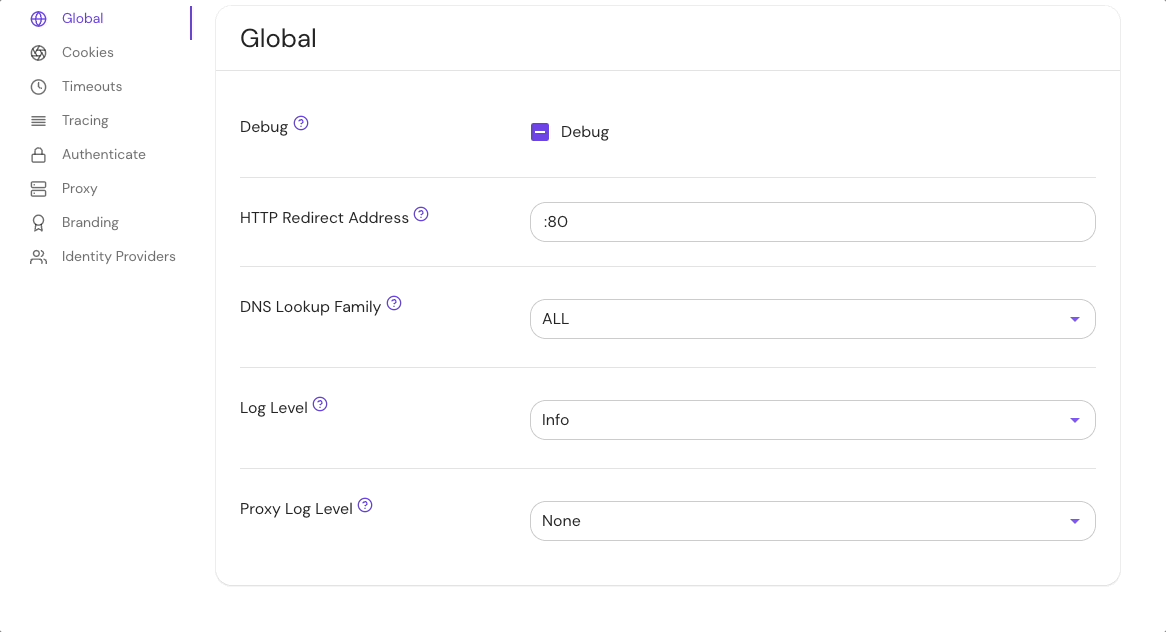 Global
Cookies
Timeouts
Tracing
Authenticate
Proxy
Branding
Identity Providers
Global
Debug ?
Debug
HTTP Redirect Address ?
:80
DNS Lookup Family ?
ALL
Log Level ?
Info
Proxy Log Level ?
None